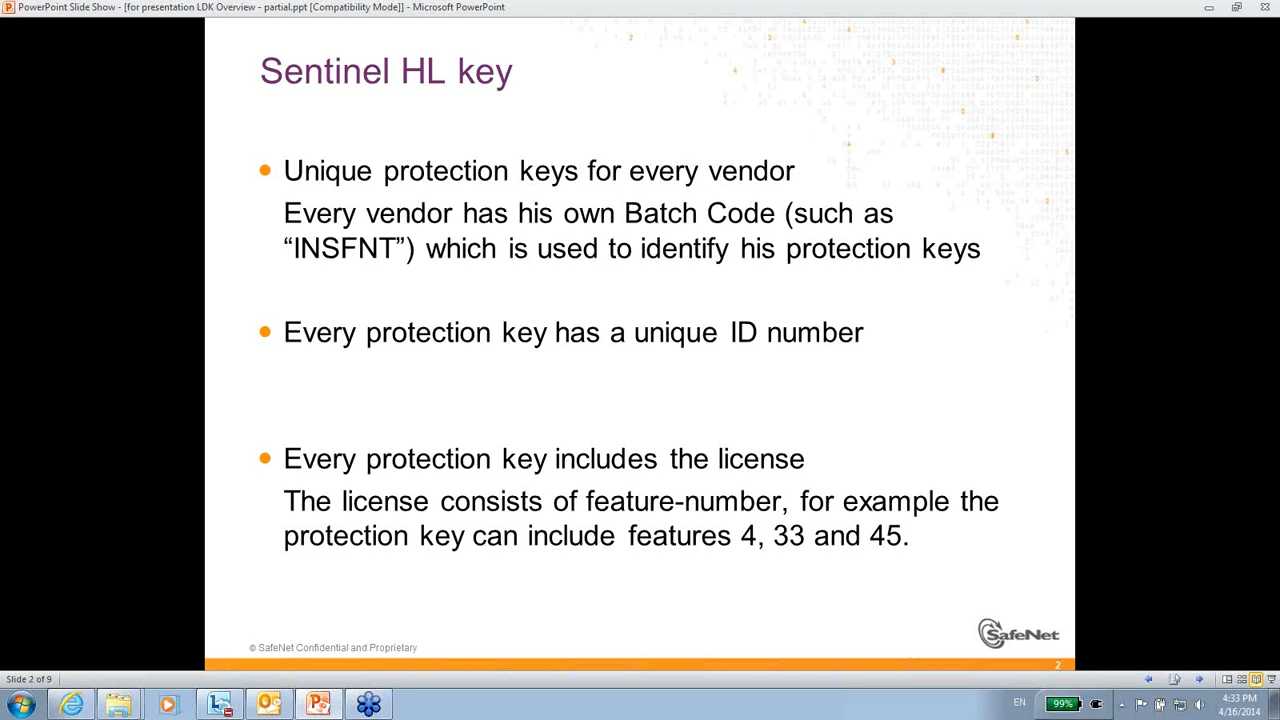 PowerPoint Slide Show - [for presentation LDK Overview - partial.ppt [Compatibility Mode]] - Microsoft PowerPoint
Sentinel HL key
Unique protection keys for every vendor
Every vendor has his own Batch Code (such as
“INSFNT”) which is used to identify his protection keys
Every protection key has a unique ID number
Every protection key includes the license
The license consists of feature-number, for example the
protection key can include features 4, 33 and 45.
SafeNet
© SafeNet Confidential and Proprietary
2
Slide 2 of 9
EN
99%
4:33 PM
4/16/2014